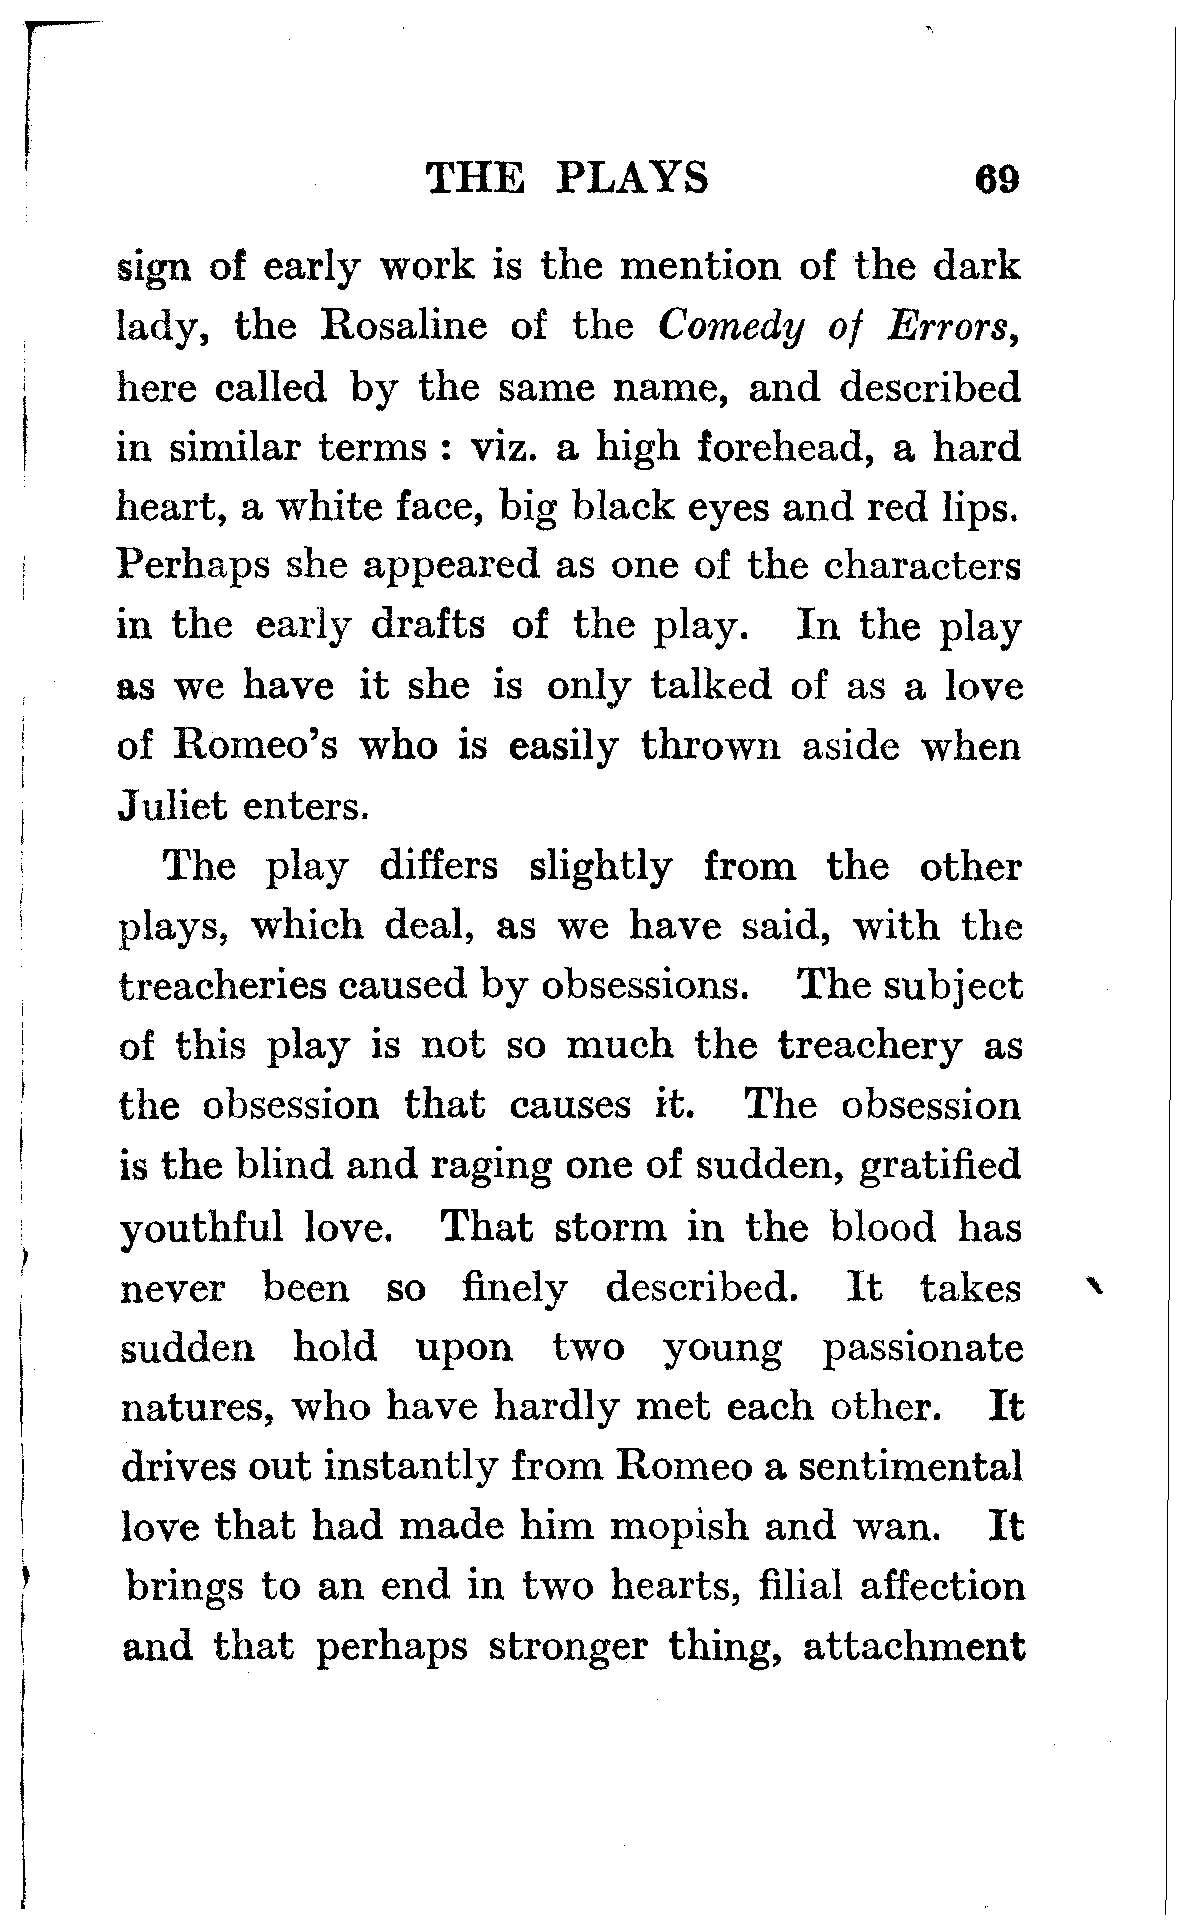 THE PLAYS 69
sign of early work is the mention of the dark
lady, the Rosaline of the Comedy of Errors,
here called by the same name, and described
in similar terms : viz. a high forehead, a hard
heart, a white face, big black eyes and red lips.
Perhaps she appeared as one of the characters
in the early drafts of the play. In the play
as we have it she is only talked of as a love
of Romeo's who is easily thrown aside when
Juliet enters.
The play differs slightly from the other
plays, which deal, as we have said, with the
treacheries caused by obsessions. The subject
of this play is not so much the treachery as
the obsession that causes it. The obsession
is the blind and raging one of sudden, gratified
youthful love. That storm in the blood has
never been so finely described. It takes
sudden hold upon two young passionate
natures, who have hardly met each other. It
drives out instantly from Romeo a sentimental
love that had made him mopish and wan. It
brings to an end in two hearts, filial affection
and that perhaps stronger thing, attachment